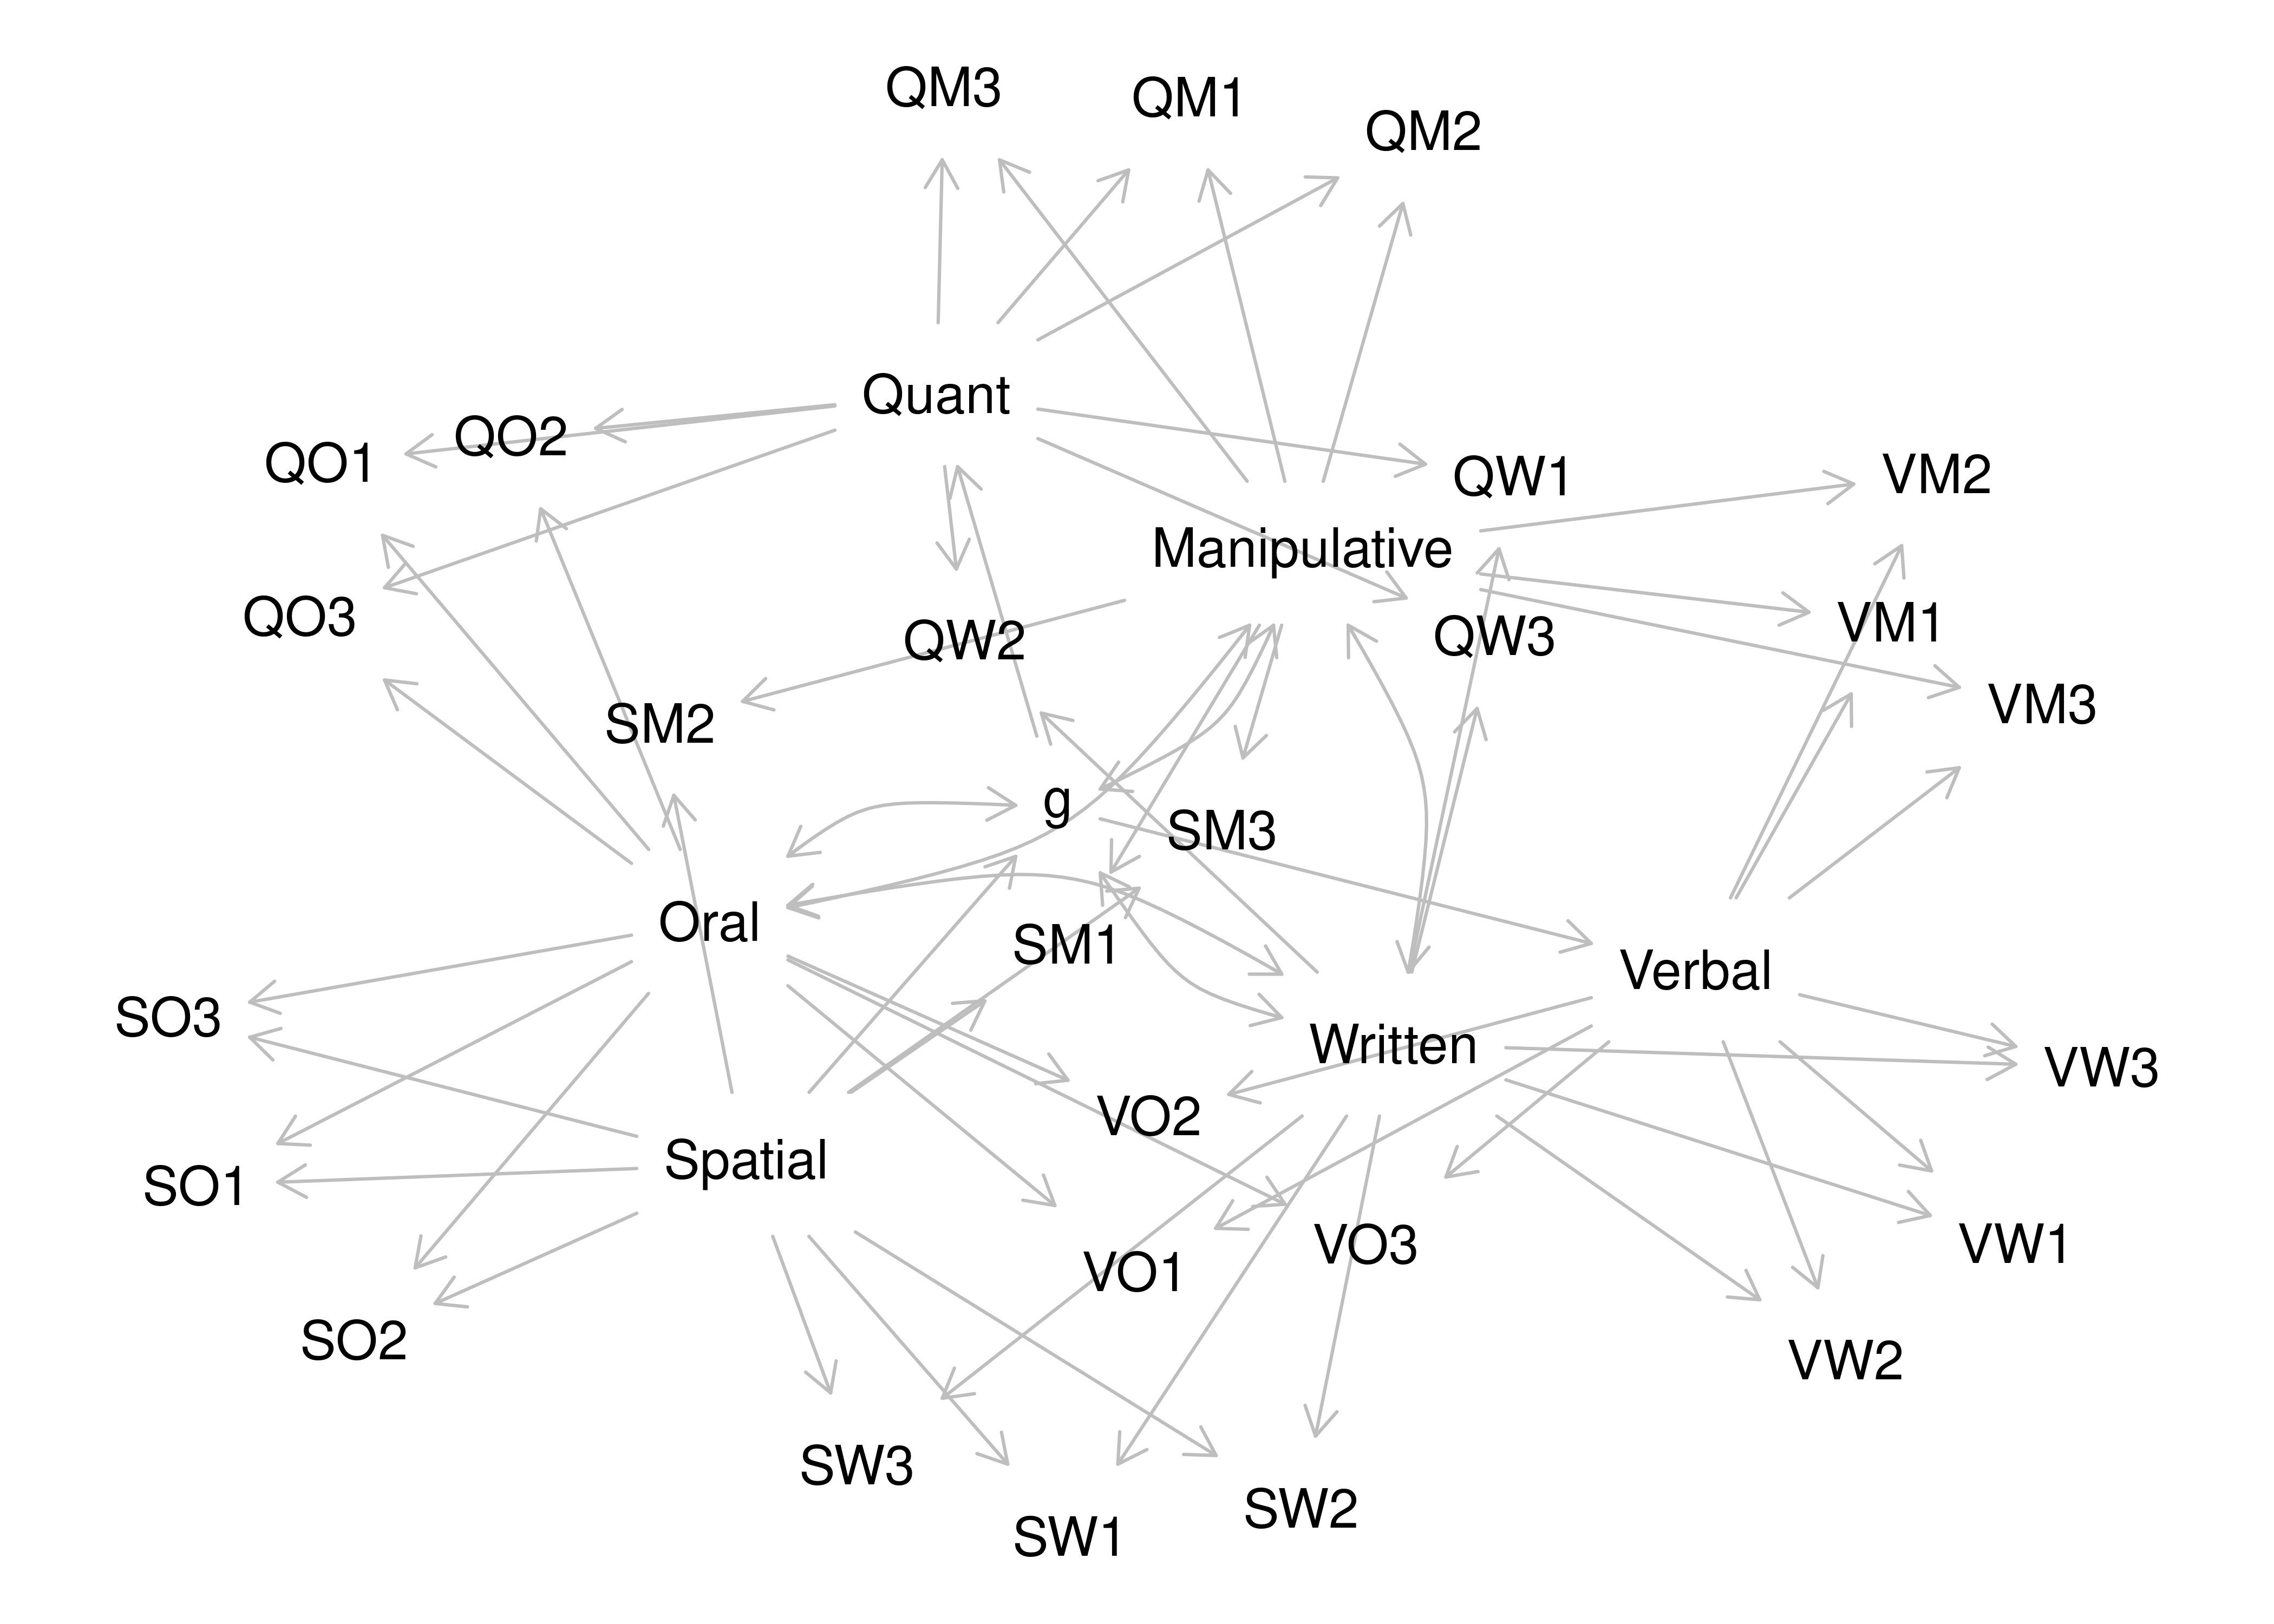 QM3
QM1
QM2
Quant
QO2
QO1
QW1
VM2
Manipulative
QO3
QW2
QW3
VM1
SM2
VM3
g
SM3
Oral
SM1
Verbal
SO3
Written
VW3
VO2
Spatial
SO1
VO1
VO3
VW1
SO2
VW2
SW3
SW1
SW2